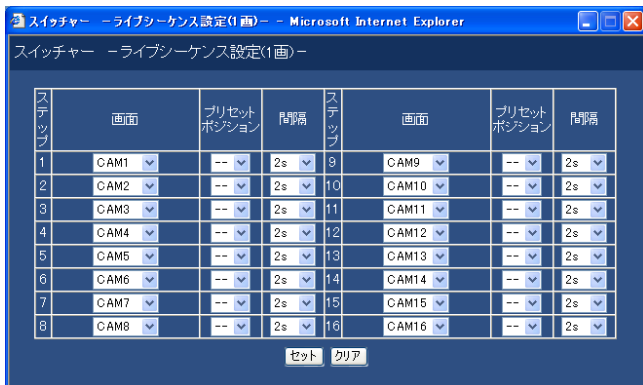 スイッチャー －ライブシーケンス設定(1画)－ - Microsoft Internet Explorer
スイッチャー －ライブシーケンス設定(1画)－
ステップ 画面 プリセットポジション 間隔 ステップ 画面 プリセットポジション 間隔
1 CAM1 -- 2s 9 CAM9 -- 2s
2 CAM2 -- 2s 10 CAM10 -- 2s
3 CAM3 -- 2s 11 CAM11 -- 2s
4 CAM4 -- 2s 12 CAM12 -- 2s
5 CAM5 -- 2s 13 CAM13 -- 2s
6 CAM6 -- 2s 14 CAM14 -- 2s
7 CAM7 -- 2s 15 CAM15 -- 2s
8 CAM8 -- 2s 16 CAM16 -- 2s
セット クリア